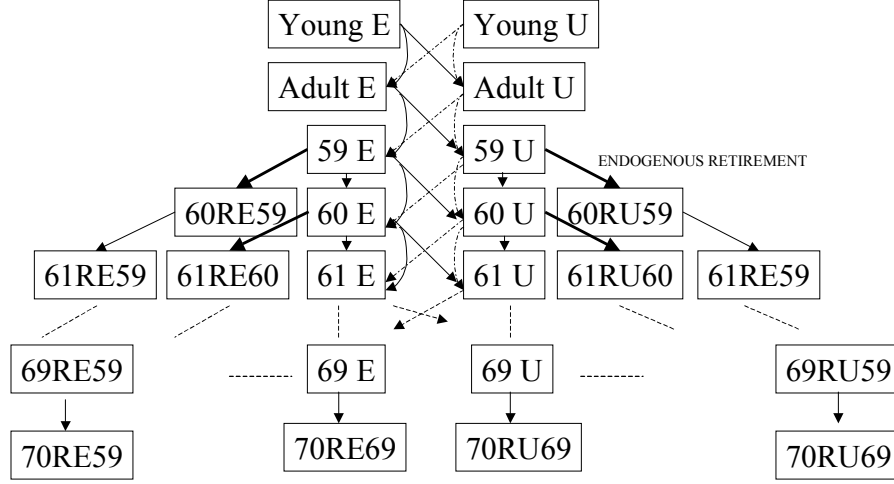 Young E Young U
Adult E Adult U
59 E 59 U ENDOGENOUS RETIREMENT
60RE59 60 E 60 U 60RU59
61RE59 61RE60 61 E 61 U 61RU60 61RE59
69RE59 69 E 69 U 69RU59
70RE59 70RE69 70RU69 70RU69